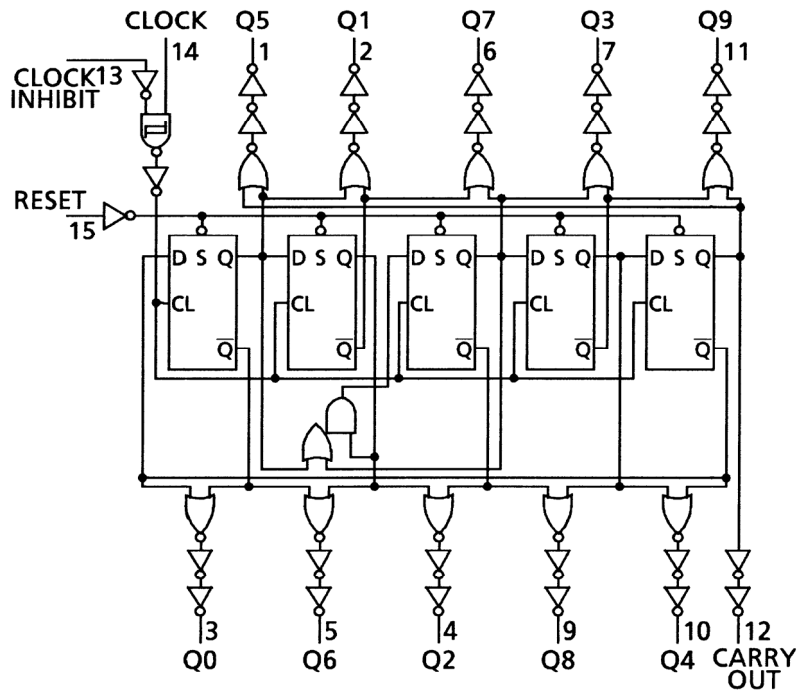 CLOCK Q5 Q1 Q7 Q3 Q9
14 1 2 6 7 11
CLOCK 13
INHIBIT
RESET
15
D S Q D S Q D S Q D S Q D S Q
CL CL CL CL CL
Q̅ Q̅ Q̅ Q̅ Q̅
3 5 4 9 10 12
Q0 Q6 Q2 Q8 Q4 CARRY
OUT